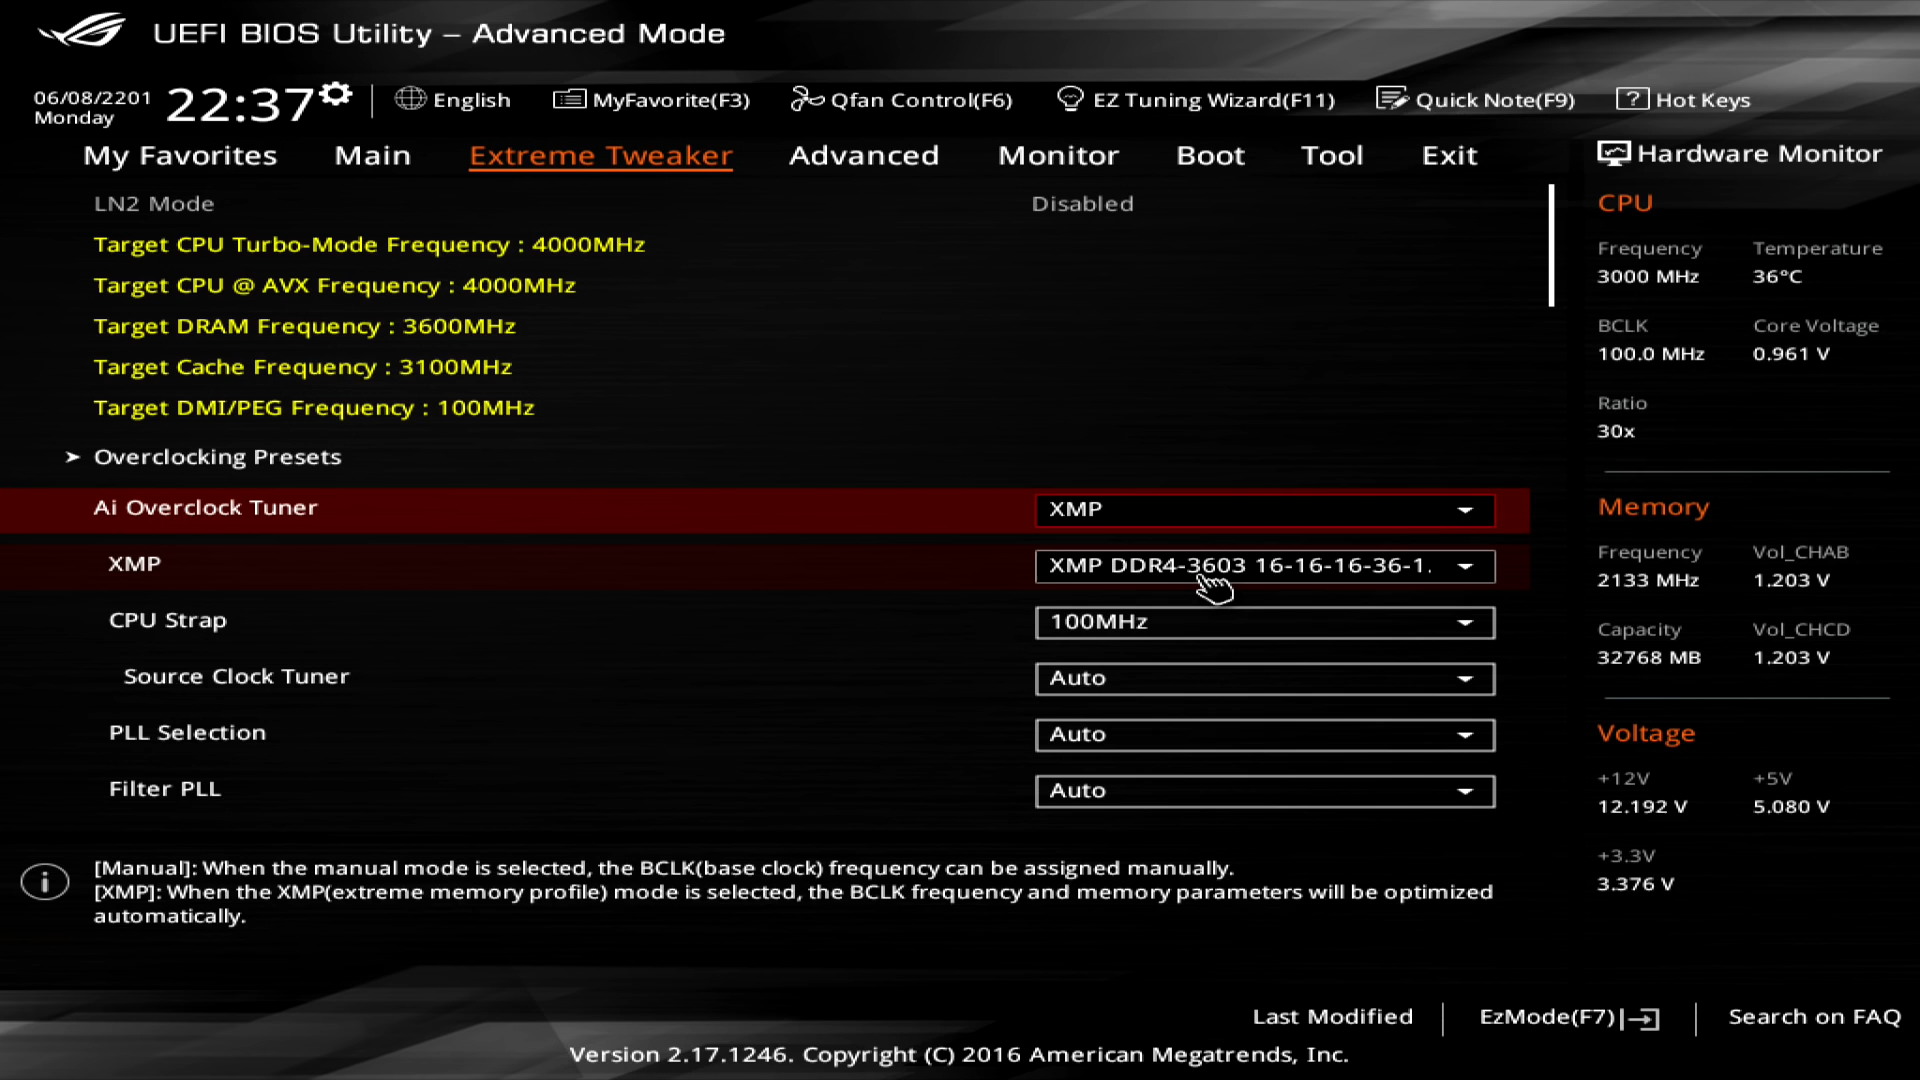 UEFI BIOS Utility – Advanced Mode
06/08/2201
Monday
22:37
English
MyFavorite(F3)
Qfan Control(F6)
EZ Tuning Wizard(F11)
Quick Note(F9)
? Hot Keys
My Favorites
Main
Extreme Tweaker
Advanced
Monitor
Boot
Tool
Exit
LN2 Mode
Disabled
Target CPU Turbo-Mode Frequency : 4000MHz
Target CPU @ AVX Frequency : 4000MHz
Target DRAM Frequency : 3600MHz
Target Cache Frequency : 3100MHz
Target DMI/PEG Frequency : 100MHz
Overclocking Presets
Ai Overclock Tuner
XMP
XMP
XMP DDR4-3603 16-16-16-36-1.
CPU Strap
100MHz
Source Clock Tuner
Auto
PLL Selection
Auto
Filter PLL
Auto
[Manual]: When the manual mode is selected, the BCLK(base clock) frequency can be assigned manually.
[XMP]: When the XMP(extreme memory profile) mode is selected, the BCLK frequency and memory parameters will be optimized
automatically.
Hardware Monitor
CPU
Frequency
Temperature
3000 MHz
36°C
BCLK
Core Voltage
100.0 MHz
0.961 V
Ratio
30x
Memory
Frequency
Vol_CHAB
2133 MHz
1.203 V
Capacity
Vol_CHCD
32768 MB
1.203 V
Voltage
+12V
+5V
12.192 V
5.080 V
+3.3V
3.376 V
Last Modified
EzMode(F7)
Search on FAQ
Version 2.17.1246. Copyright (C) 2016 American Megatrends, Inc.